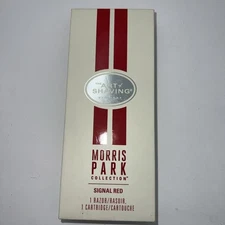 THE
ART
OF
SHAVING
MORRIS
PARK
COLLECTION
SIGNAL RED
1 RAZOR/RASOIR,
1 CARTRIDGE/CARTOUCHE